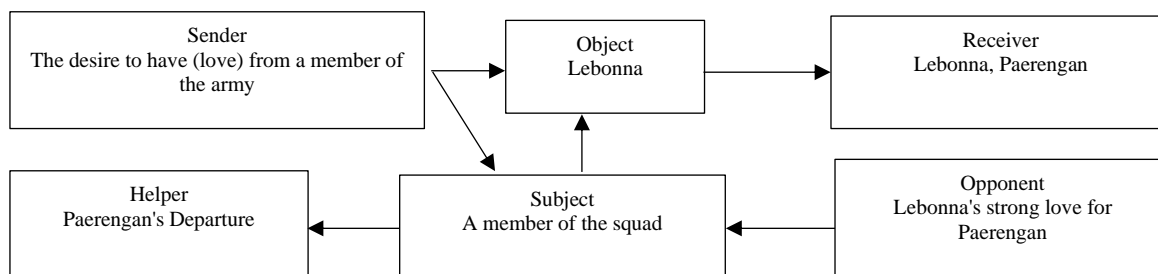 Sender
The desire to have (love) from a member of
the army
Object
Lebonna
Receiver
Lebonna, Paerengan
Helper
Paerengan's Departure
Subject
A member of the squad
Opponent
Lebonna's strong love for
Paerengan